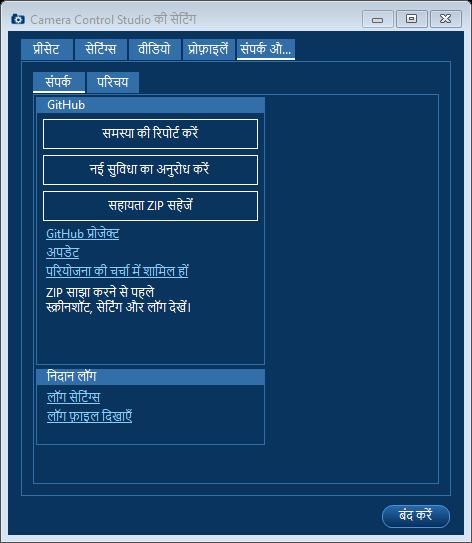 Camera Control Studio की सेटिंग
प्रीसेट
सेटिंग्स
वीडियो
प्रोफ़ाइलें
संपर्क औ...
संपर्क
परिचय
GitHub
समस्या की रिपोर्ट करें
नई सुविधा का अनुरोध करें
सहायता ZIP सहेजें
GitHub प्रोजेक्ट
अपडेट
परियोजना की चर्चा में शामिल हों
ZIP साझा करने से पहले
स्क्रीनशॉट, सेटिंग और लॉग देखें।
निदान लॉग
लॉग सेटिंग्स
लॉग फ़ाइल दिखाएँ
बंद करें